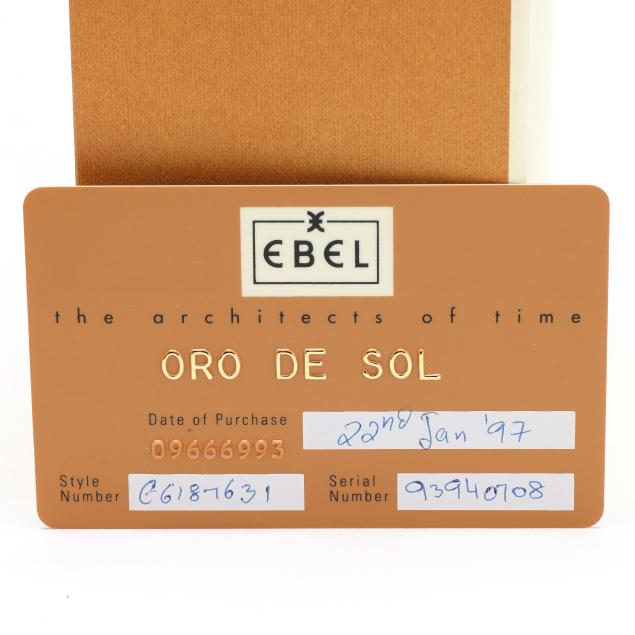 EBEL
the architects of time
ORO DE SOL
Date of Purchase 22nd Jan '97
09666993
Style Number C6187631
Serial Number 93940708